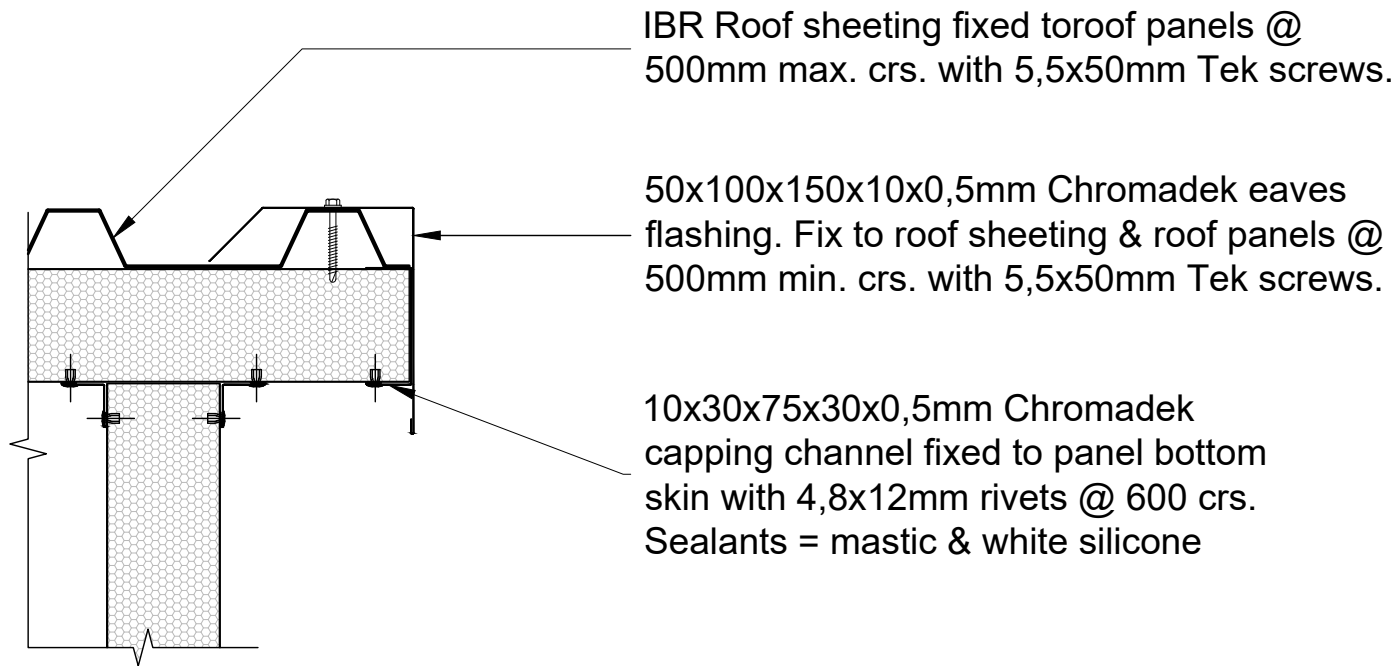 IBR Roof sheeting fixed toroof panels @
500mm max. crs. with 5,5x50mm Tek screws.
50x100x150x10x0,5mm Chromadek eaves
flashing. Fix to roof sheeting & roof panels @
500mm min. crs. with 5,5x50mm Tek screws.
10x30x75x30x0,5mm Chromadek
capping channel fixed to panel bottom
skin with 4,8x12mm rivets @ 600 crs.
Sealants = mastic & white silicone